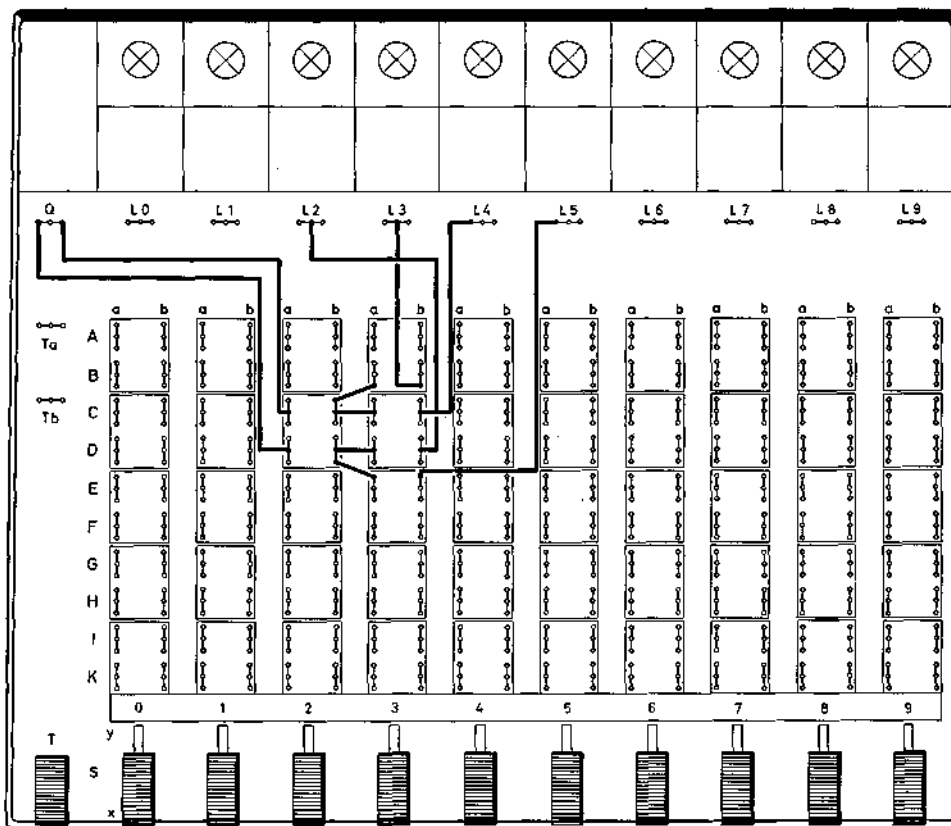 Q L0 L1 L2 L3 L4 L5 L6 L7 L8 L9
a b a b a b a b a b a b a b a b a b a b
Ta A
B
Tb C
D
E
F
G
H
I
K
0 1 2 3 4 5 6 7 8 9
T y
S
x